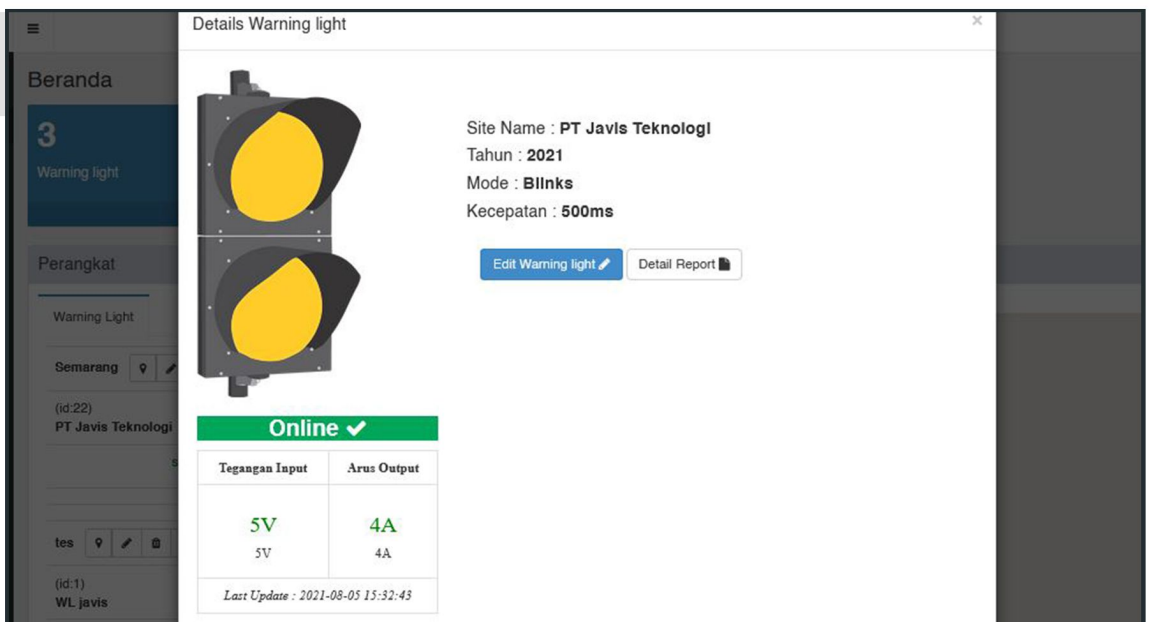 Details Warning light
×
Beranda
3
Warning light
Perangkat
Warning Light
Semarang
(id:22)
PT Javis Teknologi
tes
(id:1)
WL javis
Site Name : PT Javis Teknologi
Tahun : 2021
Mode : Blinks
Kecepatan : 500ms
Edit Warning light
Detail Report
Online
Tegangan Input Arus Output
5V 4A
5V 4A
Last Update : 2021-08-05 15:32:43